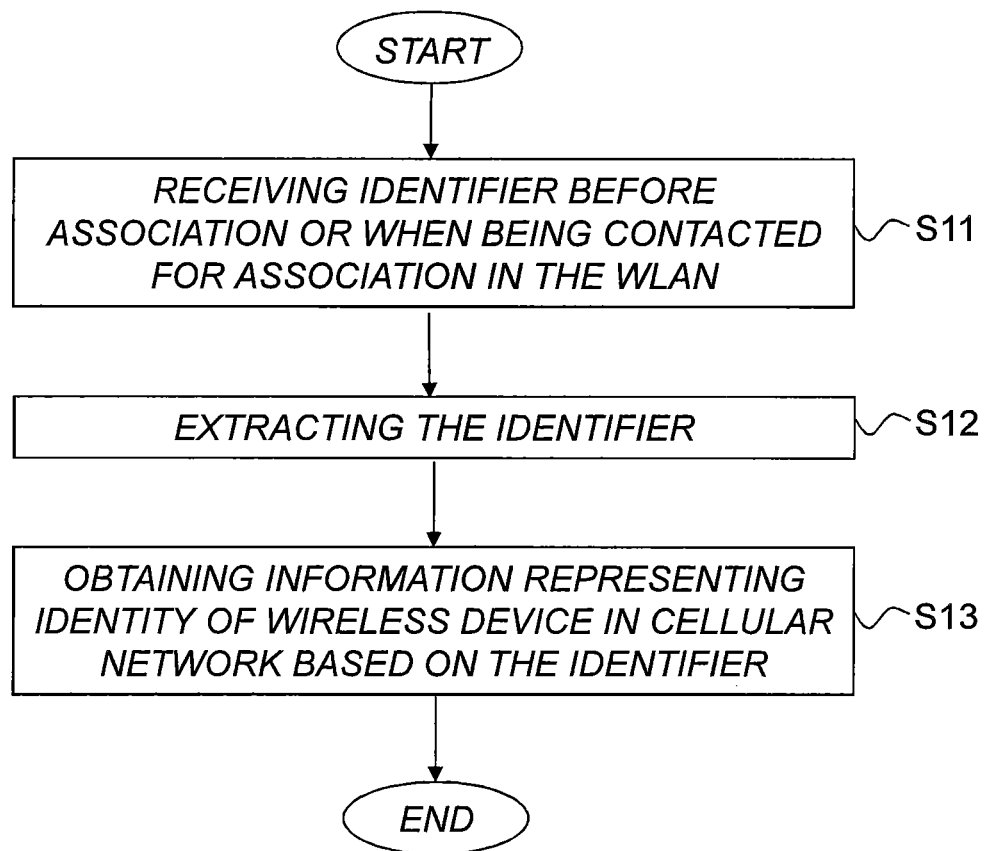 START
RECEIVING IDENTIFIER BEFORE
ASSOCIATION OR WHEN BEING CONTACTED
FOR ASSOCIATION IN THE WLAN
S11
EXTRACTING THE IDENTIFIER
S12
OBTAINING INFORMATION REPRESENTING
IDENTITY OF WIRELESS DEVICE IN CELLULAR
NETWORK BASED ON THE IDENTIFIER
S13
END